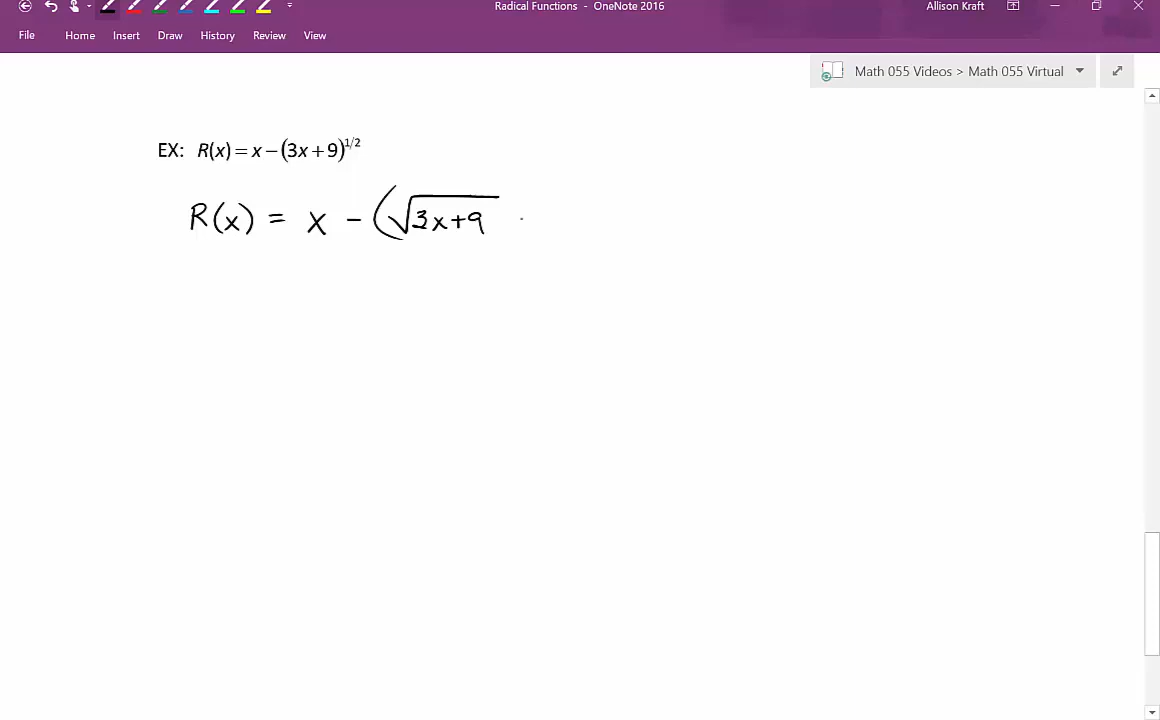 Radical Functions - OneNote 2016
Allison Kraft
File Home Insert Draw History Review View
Math 055 Videos > Math 055 Virtual
EX: R(x) = x − (3x + 9)^{1/2}
R(x) = x - (√3x+9